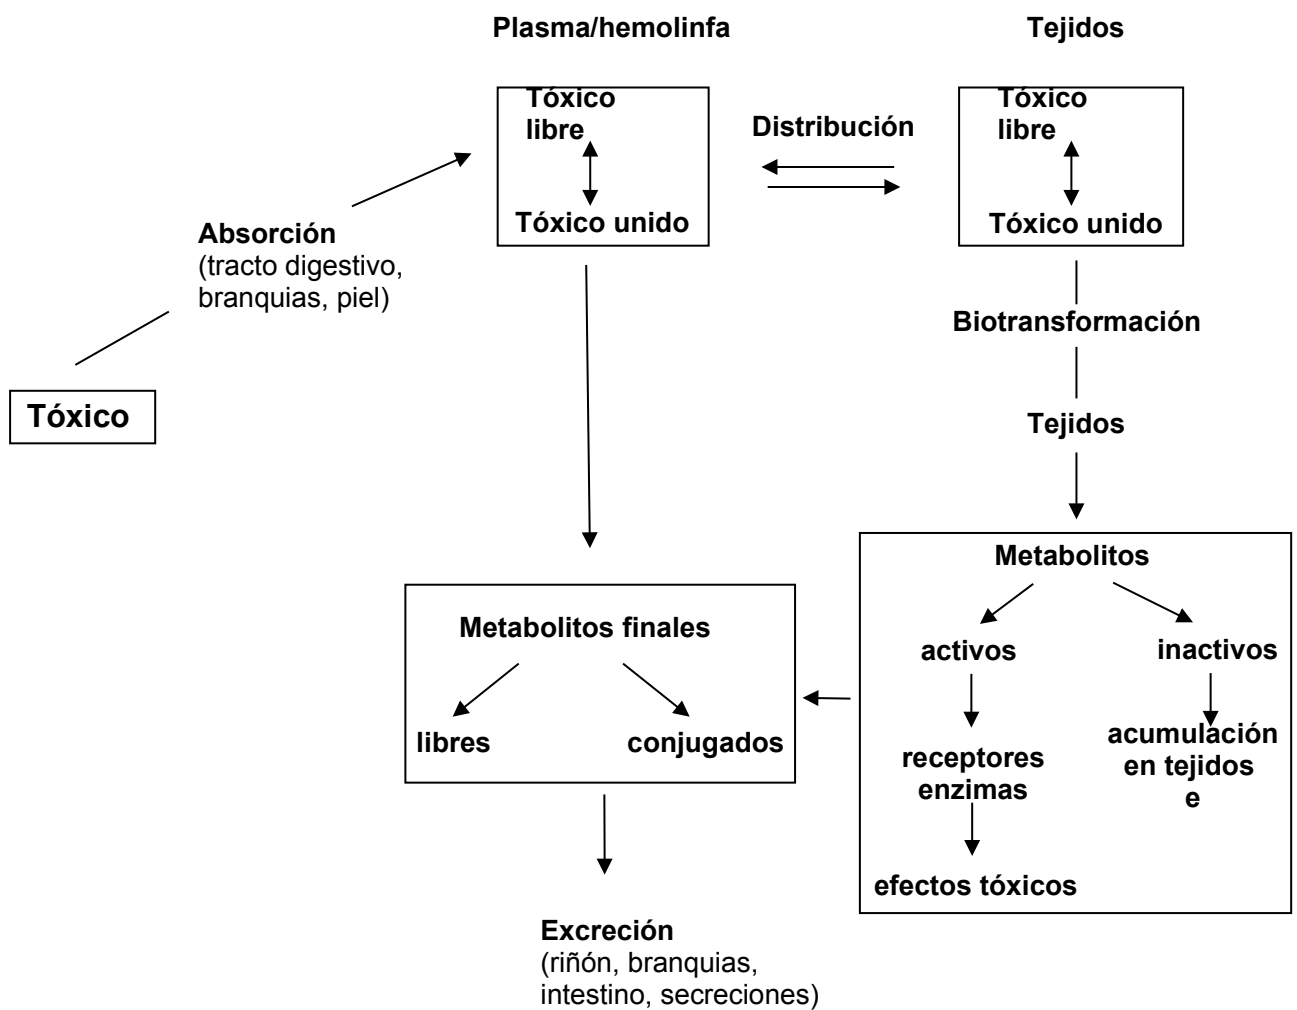 Plasma/hemolinfa
Tejidos
Tóxico
libre
Tóxico unido
Distribución
Tóxico
libre
Tóxico unido
Absorción
(tracto digestivo,
branquias, piel)
Tóxico
Biotransformación
Tejidos
Metabolitos
activos
inactivos
receptores
enzimas
acumulación
en tejidos
e
efectos tóxicos
Metabolitos finales
libres
conjugados
Excreción
(riñón, branquias,
intestino, secreciones)